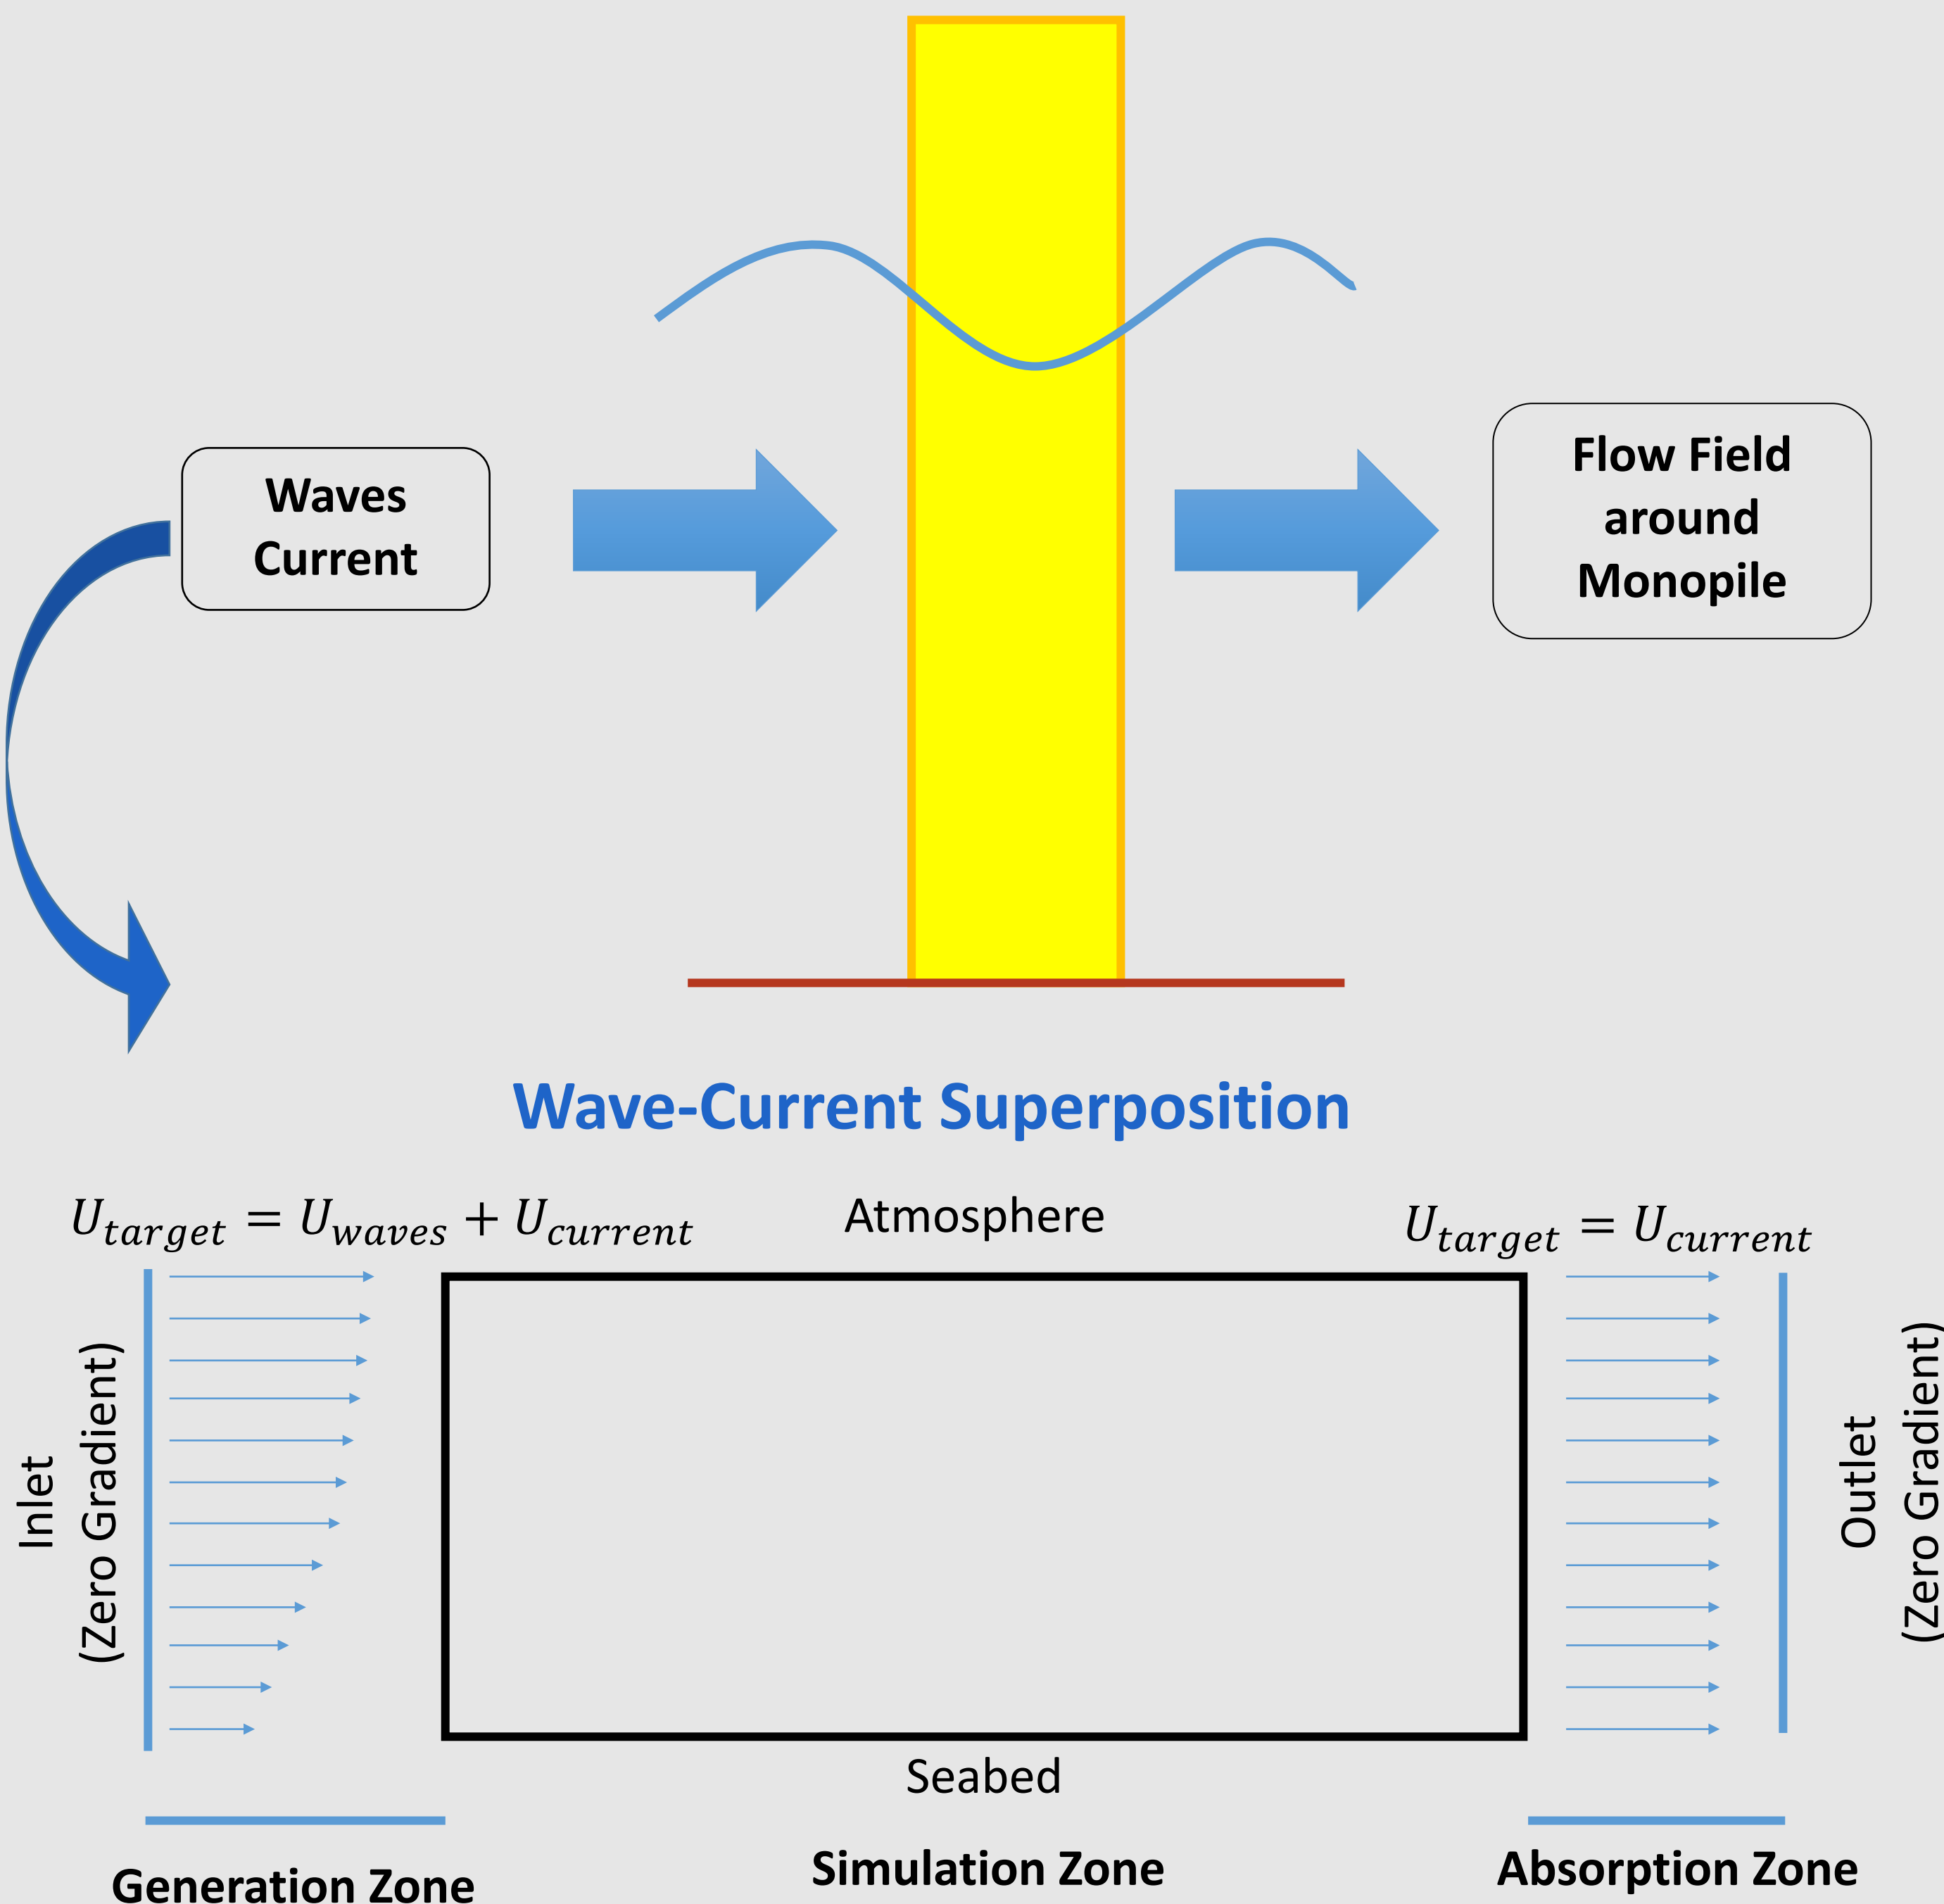 Waves
Current
Flow Field
around
Monopile
Wave-Current Superposition
U_target = U_waves + U_current
Atmosphere
U_target = U_current
Inlet
(Zero Gradient)
Outlet
(Zero Gradient)
Seabed
Generation Zone
Simulation Zone
Absorption Zone